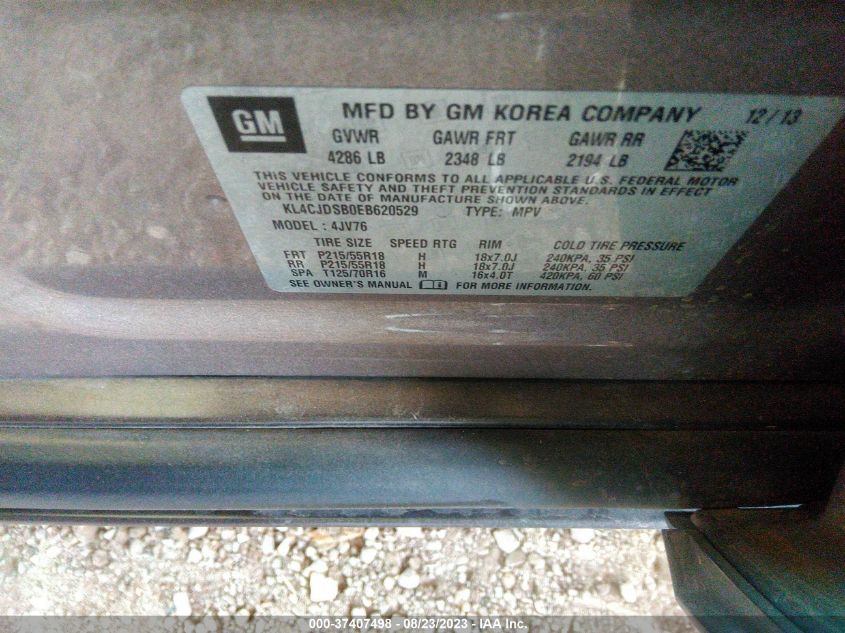 GM
MFD BY GM KOREA COMPANY 12/13
GVWR GAWR FRT GAWR RR
4286 LB 2348 LB 2194 LB
THIS VEHICLE CONFORMS TO ALL APPLICABLE U.S. FEDERAL MOTOR
VEHICLE SAFETY AND THEFT PREVENTION STANDARDS IN EFFECT
ON THE DATE OF MANUFACTURE SHOWN ABOVE.
KL4CJDSB0EB620529 TYPE: MPV
MODEL : 4JV76
TIRE SIZE SPEED RTG RIM COLD TIRE PRESSURE
FRT P215/55R18 H 18x7.0J 240KPA, 35 PSI
RR P215/55R18 H 18x7.0J 240KPA, 35 PSI
SPA T125/70R16 M 16x4.0T 420KPA, 60 PSI
SEE OWNER'S MANUAL FOR MORE INFORMATION.
000-37407498 - 08/23/2023 - IAA Inc.